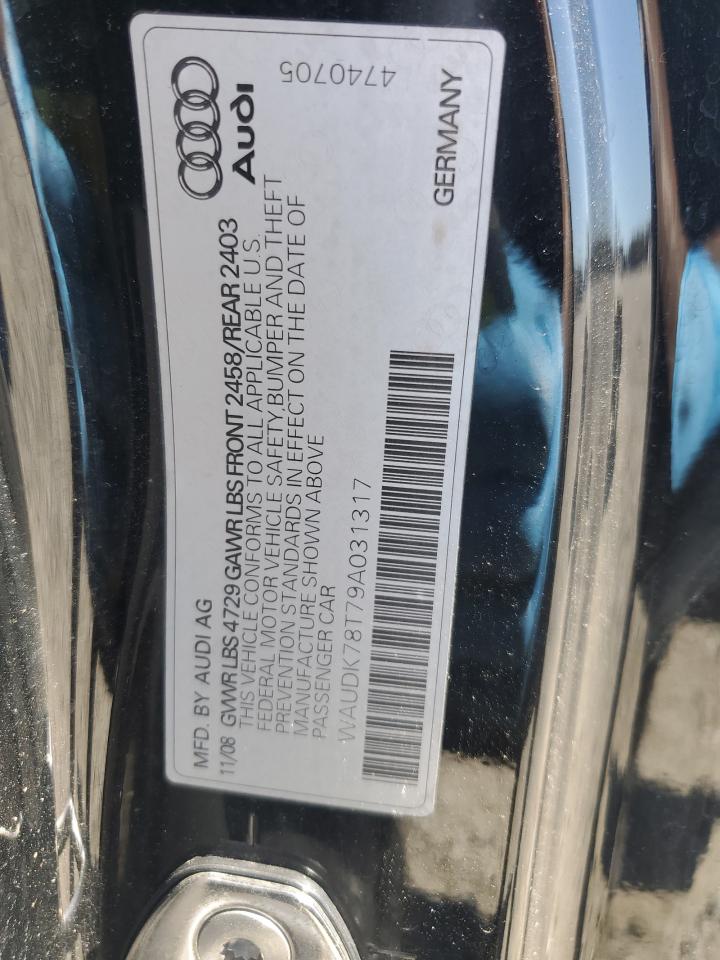 MFD. BY AUDI AG
11/08 GVWR LBS 4729 GAWR LBS FRONT 2458/REAR 2403
THIS VEHICLE CONFORMS TO ALL APPLICABLE U.S.
FEDERAL MOTOR VEHICLE SAFETY,BUMPER AND THEFT
PREVENTION STANDARDS IN EFFECT ON THE DATE OF
MANUFACTURE SHOWN ABOVE
PASSENGER CAR
WAUDK78T79A031317
Audi
4740705
GERMANY